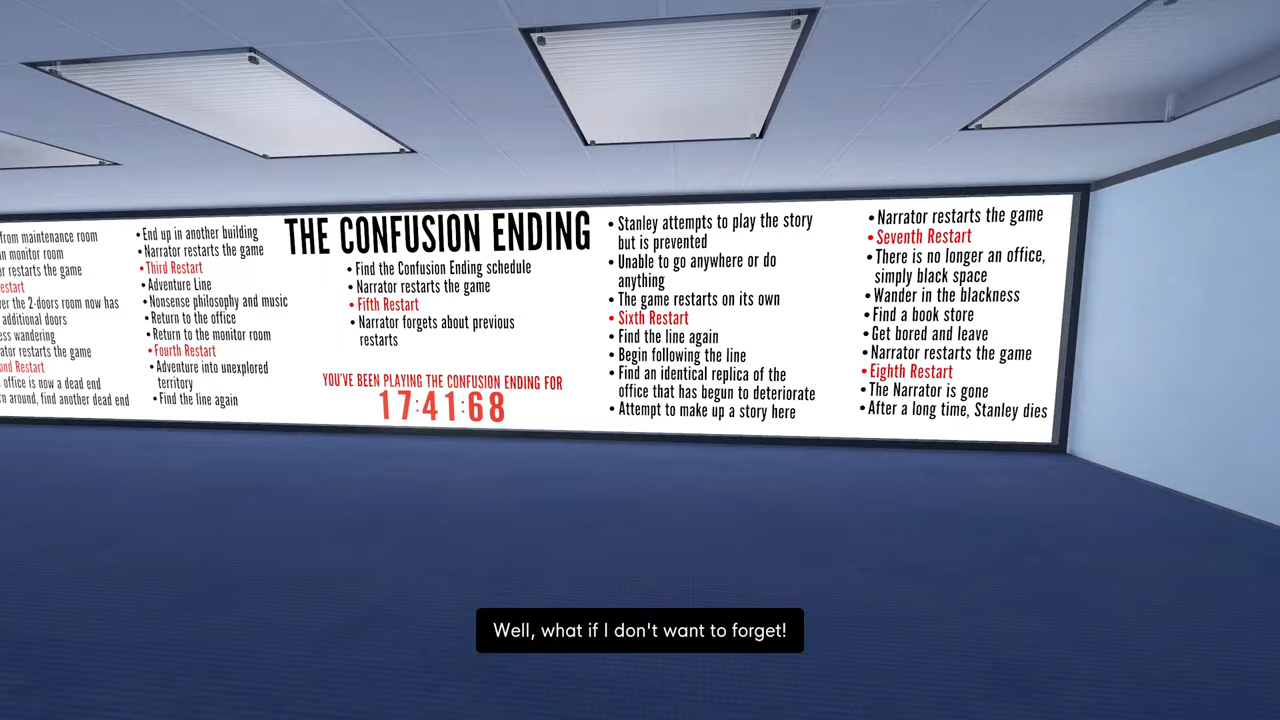 from maintenance room
in monitor room
restarts the game
the 2-doors room now has
additional doors
wandering
restarts the game
Restart
office is now a dead end
around, find another dead end
• End up in another building
• Narrator restarts the game
• Third Restart
• Adventure Line
• Nonsense philosophy and music
• Return to the office
• Return to the monitor room
• Fourth Restart
• Adventure into unexplored
territory
• Find the line again
THE CONFUSION ENDING
• Find the Confusion Ending schedule
• Narrator restarts the game
• Fifth Restart
• Narrator forgets about previous
restarts
YOU'VE BEEN PLAYING THE CONFUSION ENDING FOR
17:41:68
• Stanley attempts to play the story
but is prevented
• Unable to go anywhere or do
anything
• The game restarts on its own
• Sixth Restart
• Find the line again
• Begin following the line
• Find an identical replica of the
office that has begun to deteriorate
• Attempt to make up a story here
• Narrator restarts the game
• Seventh Restart
• There is no longer an office,
simply black space
• Wander in the blackness
• Find a book store
• Get bored and leave
• Narrator restarts the game
• Eighth Restart
• The Narrator is gone
• After a long time, Stanley dies
Well, what if I don't want to forget!